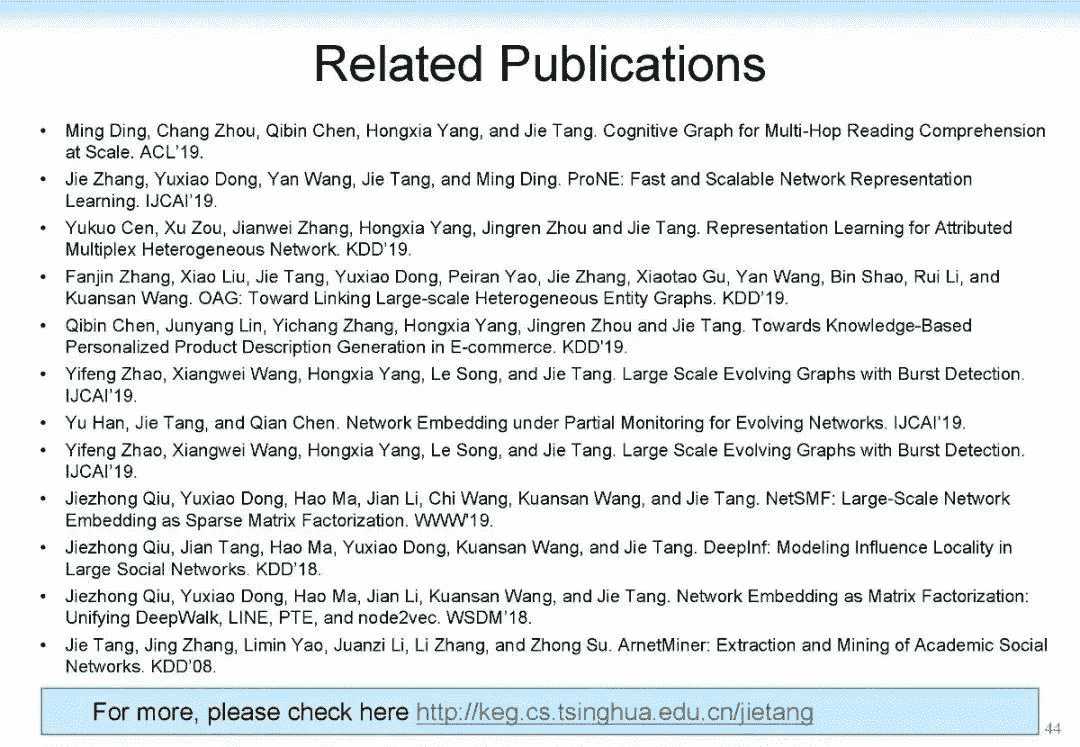 Related Publications
• Ming Ding, Chang Zhou, Qibin Chen, Hongxia Yang, and Jie Tang. Cognitive Graph for Multi-Hop Reading Comprehension
at Scale. ACL'19.
• Jie Zhang, Yuxiao Dong, Yan Wang, Jie Tang, and Ming Ding. ProNE: Fast and Scalable Network Representation
Learning. IJCAI'19.
• Yukuo Cen, Xu Zou, Jianwei Zhang, Hongxia Yang, Jingren Zhou and Jie Tang. Representation Learning for Attributed
Multiplex Heterogeneous Network. KDD'19.
• Fanjin Zhang, Xiao Liu, Jie Tang, Yuxiao Dong, Peiran Yao, Jie Zhang, Xiaotao Gu, Yan Wang, Bin Shao, Rui Li, and
Kuansan Wang. OAG: Toward Linking Large-scale Heterogeneous Entity Graphs. KDD'19.
• Qibin Chen, Junyang Lin, Yichang Zhang, Hongxia Yang, Jingren Zhou and Jie Tang. Towards Knowledge-Based
Personalized Product Description Generation in E-commerce. KDD'19.
• Yifeng Zhao, Xiangwei Wang, Hongxia Yang, Le Song, and Jie Tang. Large Scale Evolving Graphs with Burst Detection.
IJCAI'19.
• Yu Han, Jie Tang, and Qian Chen. Network Embedding under Partial Monitoring for Evolving Networks. IJCAI'19.
• Yifeng Zhao, Xiangwei Wang, Hongxia Yang, Le Song, and Jie Tang. Large Scale Evolving Graphs with Burst Detection.
IJCAI'19.
• Jiezhong Qiu, Yuxiao Dong, Hao Ma, Jian Li, Chi Wang, Kuansan Wang, and Jie Tang. NetSMF: Large-Scale Network
Embedding as Sparse Matrix Factorization. WWW'19.
• Jiezhong Qiu, Jian Tang, Hao Ma, Yuxiao Dong, Kuansan Wang, and Jie Tang. DeepInf: Modeling Influence Locality in
Large Social Networks. KDD'18.
• Jiezhong Qiu, Yuxiao Dong, Hao Ma, Jian Li, Kuansan Wang, and Jie Tang. Network Embedding as Matrix Factorization:
Unifying DeepWalk, LINE, PTE, and node2vec. WSDM'18.
• Jie Tang, Jing Zhang, Limin Yao, Juanzi Li, Li Zhang, and Zhong Su. ArnetMiner: Extraction and Mining of Academic Social
Networks. KDD'08.
For more, please check here http://keg.cs.tsinghua.edu.cn/jietang
44